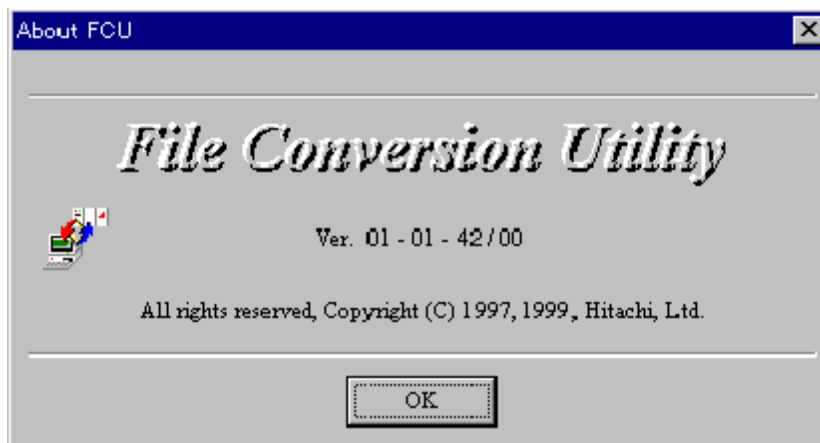 About FCU
File Conversion Utility
Ver. 01 - 01 - 42 / 00
All rights reserved, Copyright (C) 1997, 1999,, Hitachi, Ltd.
OK